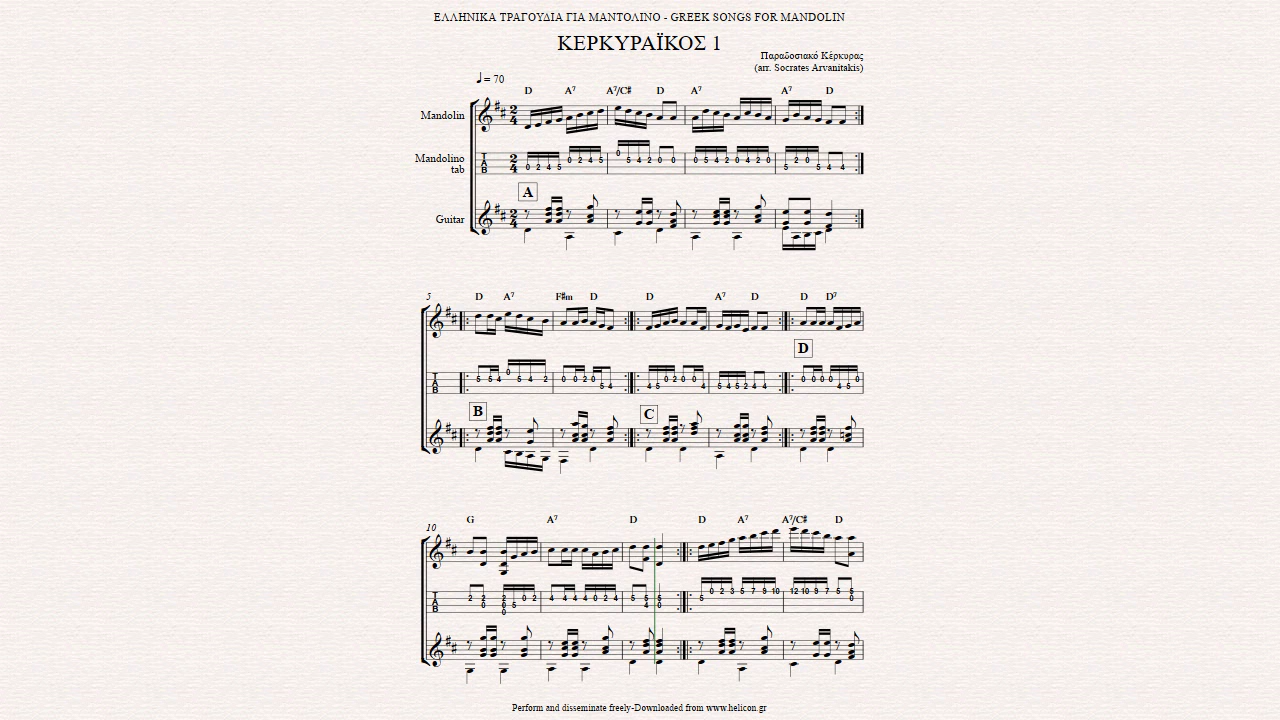 ΕΛΛΗΝΙΚΑ ΤΡΑΓΟΥΔΙΑ ΓΙΑ ΜΑΝΤΟΛΙΝΟ - GREEK SONGS FOR MANDOLIN
ΚΕΡΚΥΡΑΪΚΟΣ 1
Παραδοσιακό Κέρκυρας
(arr. Socrates Arvanitakis)
♩ = 70
D A7 A7/C# D A7 A7 D
Mandolin
Mandolino
tab
A
Guitar
5
D A7 F#m D D A7 D D D7
D
B C
10
G A7 D D A7 A7/C# D
Perform and disseminate freely-Downloaded from www.helicon.gr